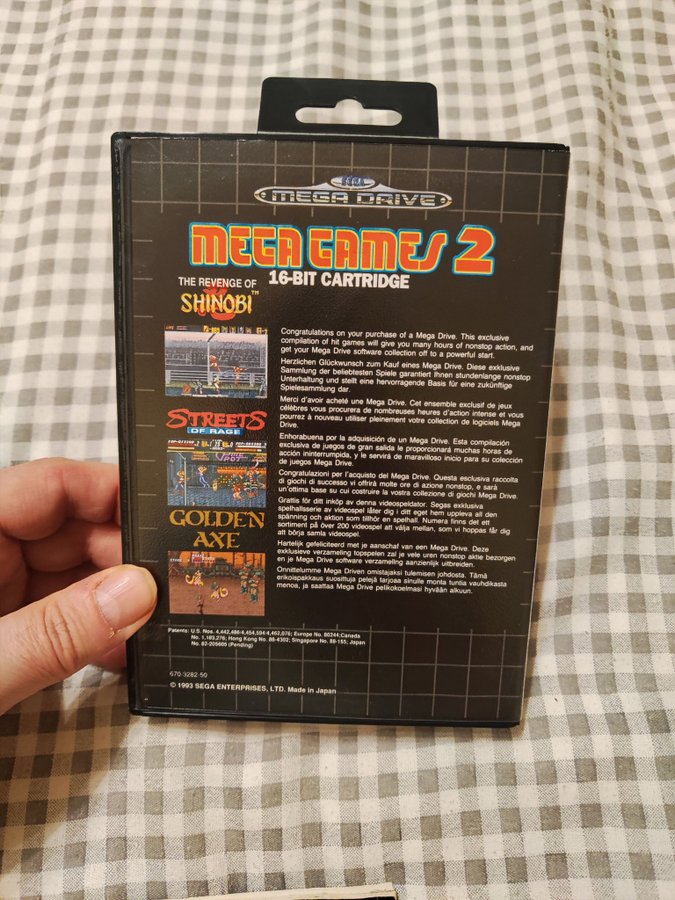 SEGA
MEGA DRIVE
MEGA GAMES 2
16-BIT CARTRIDGE
THE REVENGE OF
SHINOBI™
Congratulations on your purchase of a Mega Drive. This exclusive
compilation of hit games will give you many hours of nonstop action, and
get your Mega Drive software collection off to a powerful start.
Herzlichen Glückwunsch zum Kauf eines Mega Drive. Diese exklusive
Sammlung der beliebtesten Spiele garantiert Ihnen stundenlange nonstop
Unterhaltung und stellt eine hervorragende Basis für eine zukünftige
Spielesammlung dar.
Merci d'avoir acheté une Mega Drive. Cet ensemble exclusif de jeux
célèbres vous procurera de nombreuses heures d'action intense et vous
pourrez à nouveau utiliser pleinement votre collection de logiciels Mega
Drive.
Enhorabuena por la adquisición de un Mega Drive. Esta compilación
exclusiva de juegos de gran salida le proporcionará muchas horas de
acción ininterrumpida, y le servirá de maravilloso inicio para su colección
de juegos Mega Drive.
Congratulazioni per l'acquisto del Mega Drive. Questa esclusiva raccolta
di giochi di successo vi offrirà molte ore di azione nonstop, e sarà
un'ottima base su cui costruire la vostra collezione di giochi Mega Drive.
Grattis för ditt inköp av denna videospeldator. Segas exklusiva
spelhallsserie av videospel låter dig i ditt eget hem uppleva all den
spänning och aktion som tillhör en spelhall. Numera finns det ett
sortiment på över 200 videospel att välja mellan, som vi hoppas får dig
att börja samla videospel.
Hartelijk gefeliciteerd met je aanschaf van een Mega Drive. Deze
exklusieve verzameling topspelen zal je vele uren nonstop aktie bezorgen
en je Mega Drive software verzameling aanzienlijk uitbreiden.
Onnittelumme Mega Driven omistajaksi tulemisen johdosta. Tämä
erikoispakkaus suosittuja pelejä tarjoaa sinulle monta tuntia vauhdikasta
menoa, ja saattaa Mega Drive pelikokoelmasi hyvään alkuun.
STREETS
OF RAGE
GOLDEN
AXE
Patents: U.S. Nos. 4,442,486/4,454,594/4,462,076; Europe No. 80244;Canada
No. 1,183,276; Hong Kong No. 88-4302; Singapore No. 88-155; Japan
No. 82-205605 (Pending)
670-3282-50
© 1993 SEGA ENTERPRISES, LTD. Made in Japan